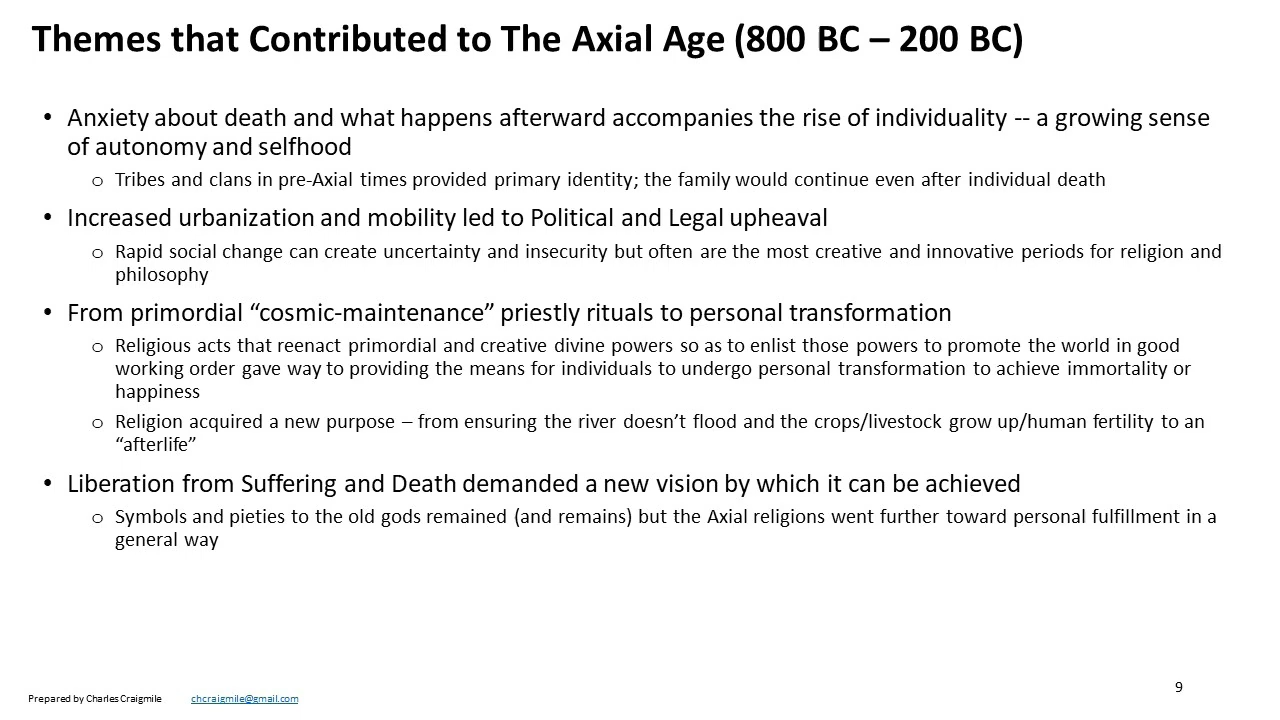 Themes that Contributed to The Axial Age (800 BC – 200 BC)
• Anxiety about death and what happens afterward accompanies the rise of individuality -- a growing sense
of autonomy and selfhood
o Tribes and clans in pre-Axial times provided primary identity; the family would continue even after individual death
• Increased urbanization and mobility led to Political and Legal upheaval
o Rapid social change can create uncertainty and insecurity but often are the most creative and innovative periods for religion and
philosophy
• From primordial “cosmic-maintenance” priestly rituals to personal transformation
o Religious acts that reenact primordial and creative divine powers so as to enlist those powers to promote the world in good
working order gave way to providing the means for individuals to undergo personal transformation to achieve immortality or
happiness
o Religion acquired a new purpose – from ensuring the river doesn’t flood and the crops/livestock grow up/human fertility to an
“afterlife”
• Liberation from Suffering and Death demanded a new vision by which it can be achieved
o Symbols and pieties to the old gods remained (and remains) but the Axial religions went further toward personal fulfillment in a
general way
Prepared by Charles Craigmile chcraigmile@gmail.com
9